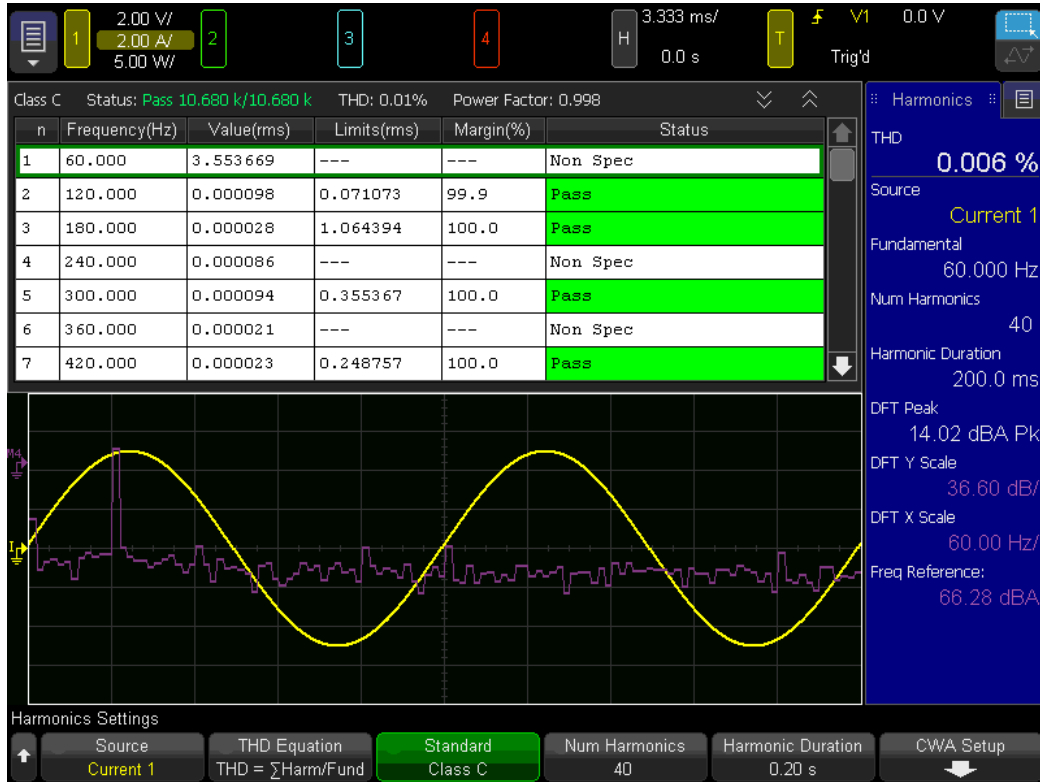 1 2.00 V/ 2 3 4 H 3.333 ms/ T V1 0.0 V
2.00 A/ 0.0 s Trig'd
5.00 W/
Class C Status: Pass 10.680 k/10.680 k THD: 0.01% Power Factor: 0.998
n Frequency(Hz) Value(rms) Limits(rms) Margin(%) Status
1 60.000 3.553669 --- --- Non Spec
2 120.000 0.000098 0.071073 99.9 Pass
3 180.000 0.000028 1.064394 100.0 Pass
4 240.000 0.000086 --- --- Non Spec
5 300.000 0.000094 0.355367 100.0 Pass
6 360.000 0.000021 --- --- Non Spec
7 420.000 0.000023 0.248757 100.0 Pass
Harmonics
THD
0.006 %
Source
Current 1
Fundamental
60.000 Hz
Num Harmonics
40
Harmonic Duration
200.0 ms
DFT Peak
14.02 dBA Pk
DFT Y Scale
36.60 dB/
DFT X Scale
60.00 Hz/
Freq Reference:
66.28 dBA
M4
I
Harmonics Settings
Source
Current 1
THD Equation
THD = ∑Harm/Fund
Standard
Class C
Num Harmonics
40
Harmonic Duration
0.20 s
CWA Setup